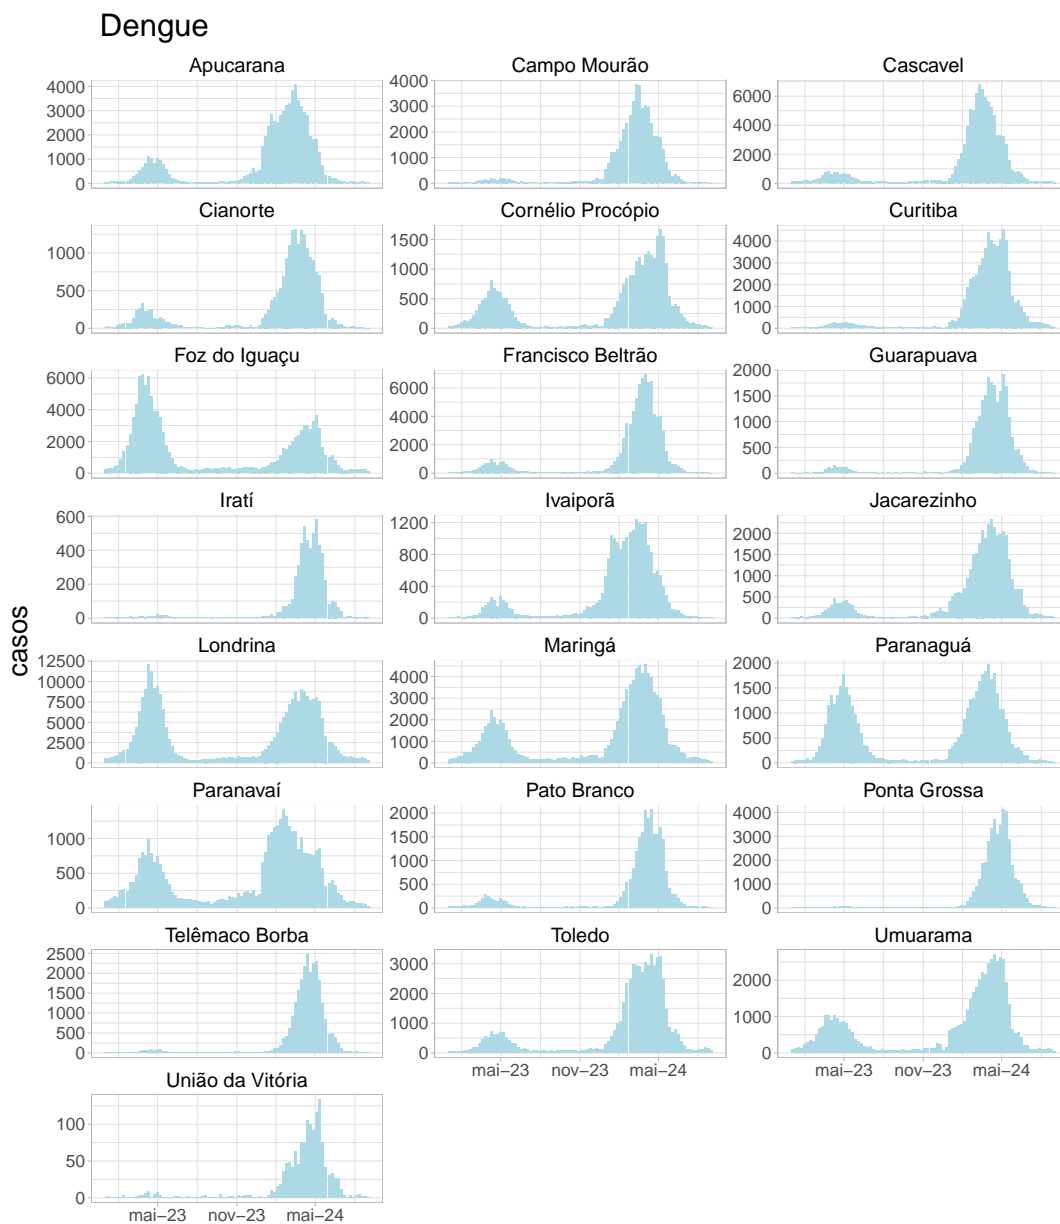 Dengue
Apucarana Campo Mourão Cascavel
4000 4000
3000 3000 6000
2000 2000 4000
1000 1000 2000
0 0 0
Cianorte Cornélio Procópio Curitiba
1000 1500 4000
500 1000 3000
0 500 2000
0 1000
0
Foz do Iguaçu Francisco Beltrão Guarapuava
6000 6000 2000
4000 4000 1500
2000 2000 1000
0 0 500
0
Iratí Ivaiporã Jacarezinho
600 1200 2000
400 800 1500
200 400 1000
0 0 500
0
casos
Londrina Maringá Paranaguá
12500 4000 2000
10000 3000 1500
7500 2000 1000
5000 1000 500
2500 0 0
0
Paranavaí Pato Branco Ponta Grossa
1000 2000 4000
500 1500 3000
0 1000 2000
500 1000
0 0
Telêmaco Borba Toledo Umuarama
2500 3000 2000
2000 2000 1000
1500 1000 0
1000 0
500
0
mai–23 nov–23 mai–24 mai–23 nov–23 mai–24
União da Vitória
100
50
0
mai–23 nov–23 mai–24